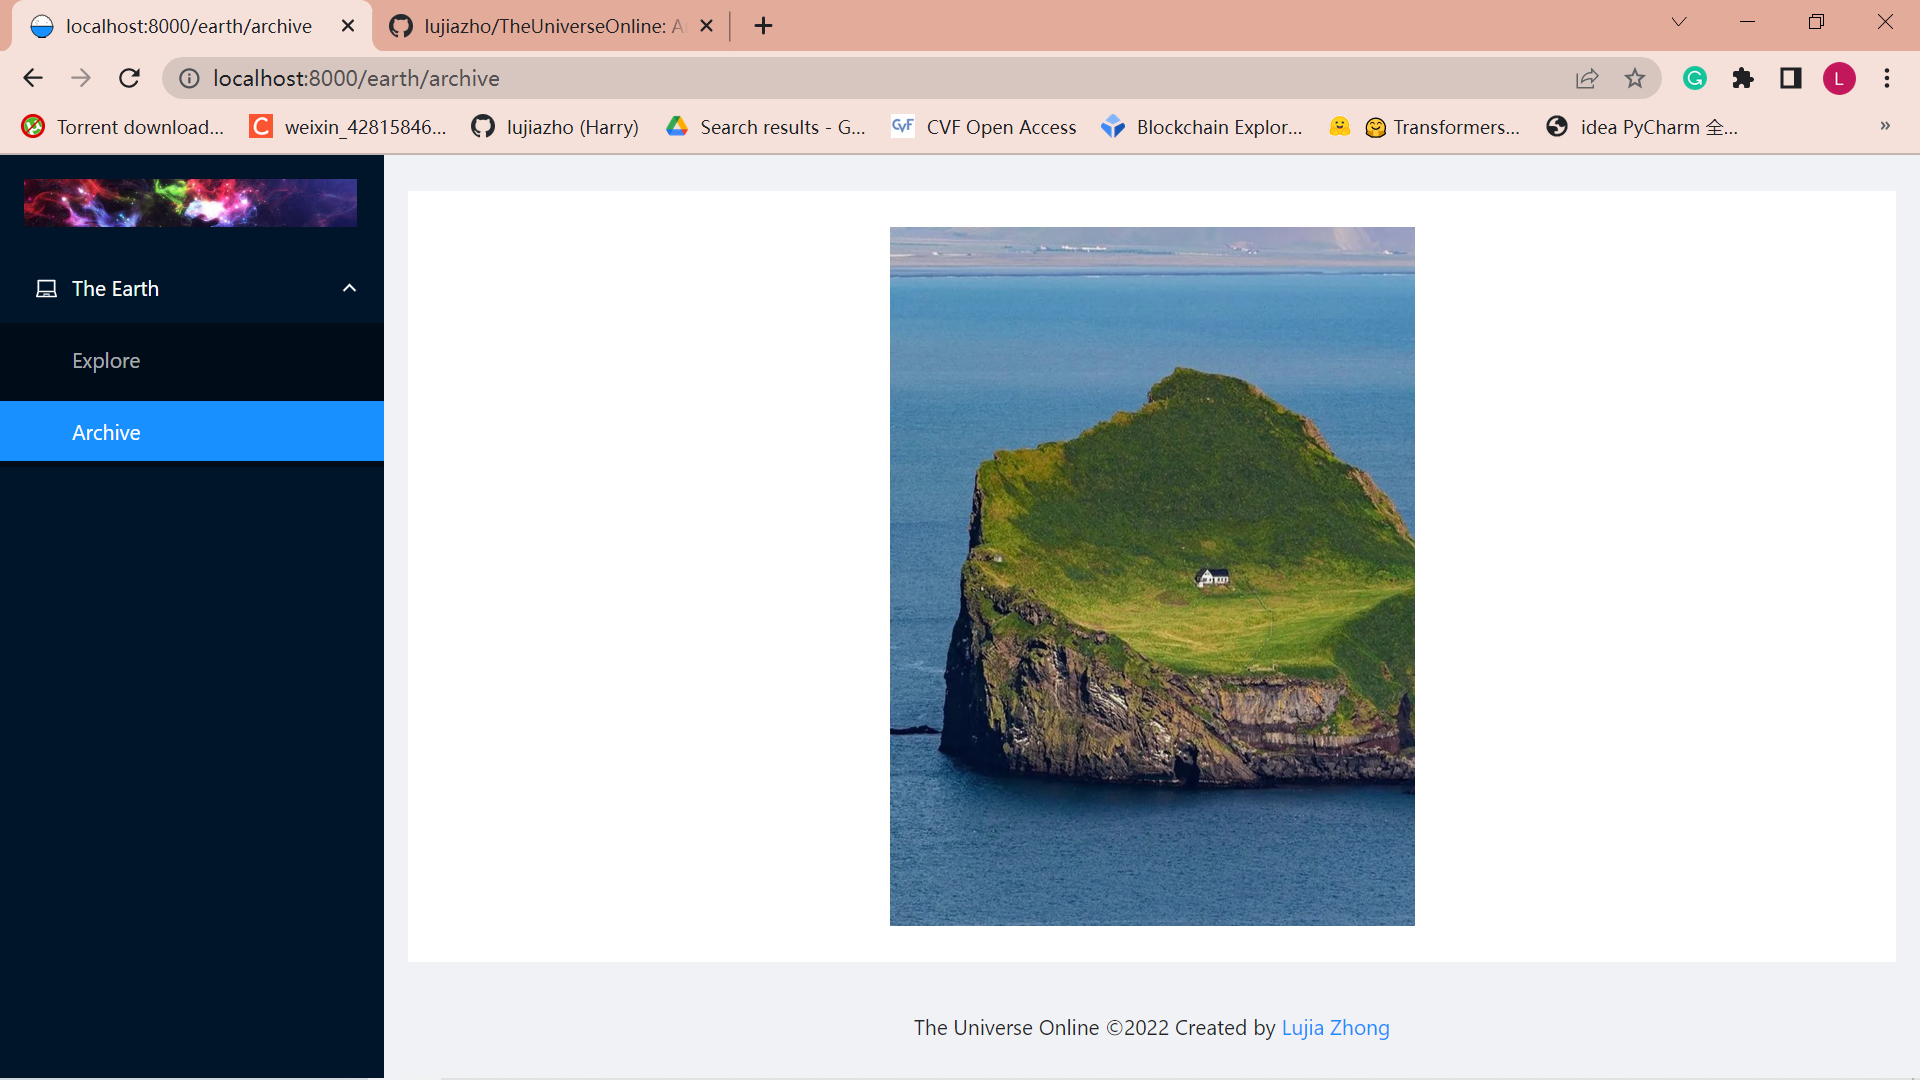 localhost:8000/earth/archive
lujiazho/TheUniverseOnline: A
localhost:8000/earth/archive
L
Torrent download...
C weixin_42815846...
lujiazho (Harry)
Search results - G...
CVF CVF Open Access
Blockchain Explor...
🤗 Transformers...
idea PyCharm 全...
»
The Earth
Explore
Archive
The Universe Online ©2022 Created by Lujia Zhong